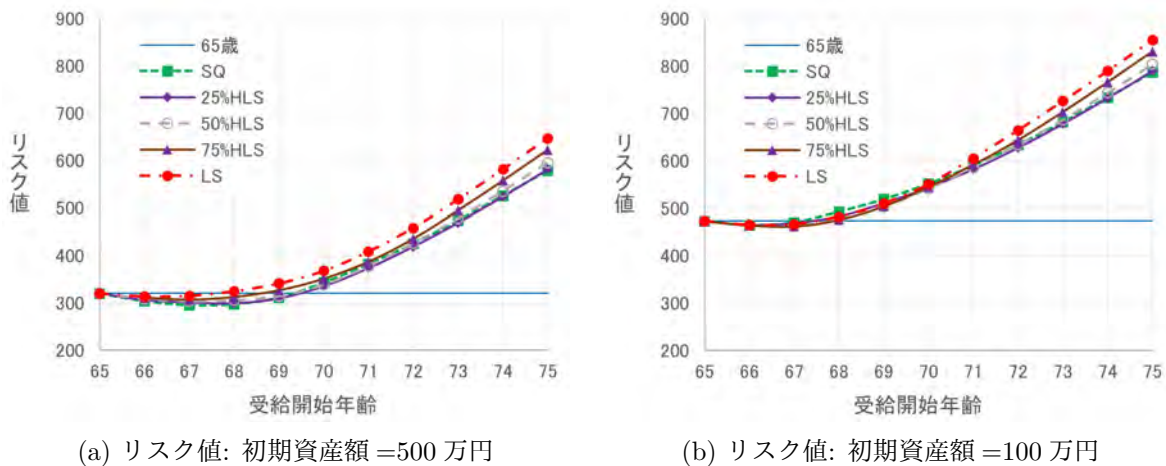 900
800
700
600
500
400
300
200
リスク値
65歳
SQ
25%HLS
50%HLS
75%HLS
LS
65 66 67 68 69 70 71 72 73 74 75
受給開始年齢
(a) リスク値: 初期資産額 =500 万円
900
800
700
600
500
400
300
200
リスク値
65歳
SQ
25%HLS
50%HLS
75%HLS
LS
65 66 67 68 69 70 71 72 73 74 75
受給開始年齢
(b) リスク値: 初期資産額 =100 万円